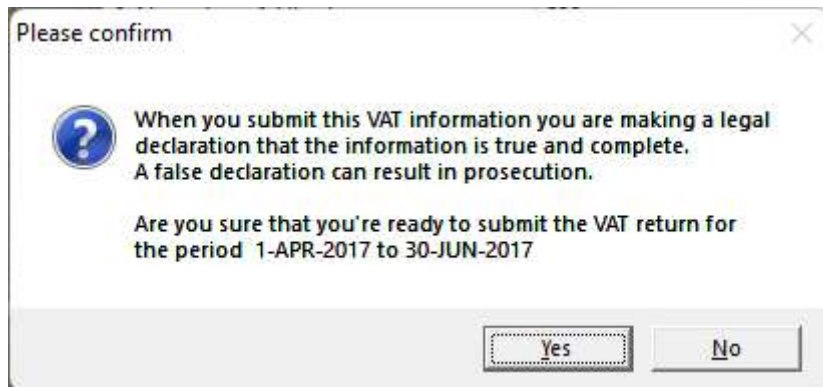 Please confirm
When you submit this VAT information you are making a legal
declaration that the information is true and complete.
A false declaration can result in prosecution.
Are you sure that you're ready to submit the VAT return for
the period 1-APR-2017 to 30-JUN-2017
Yes
No